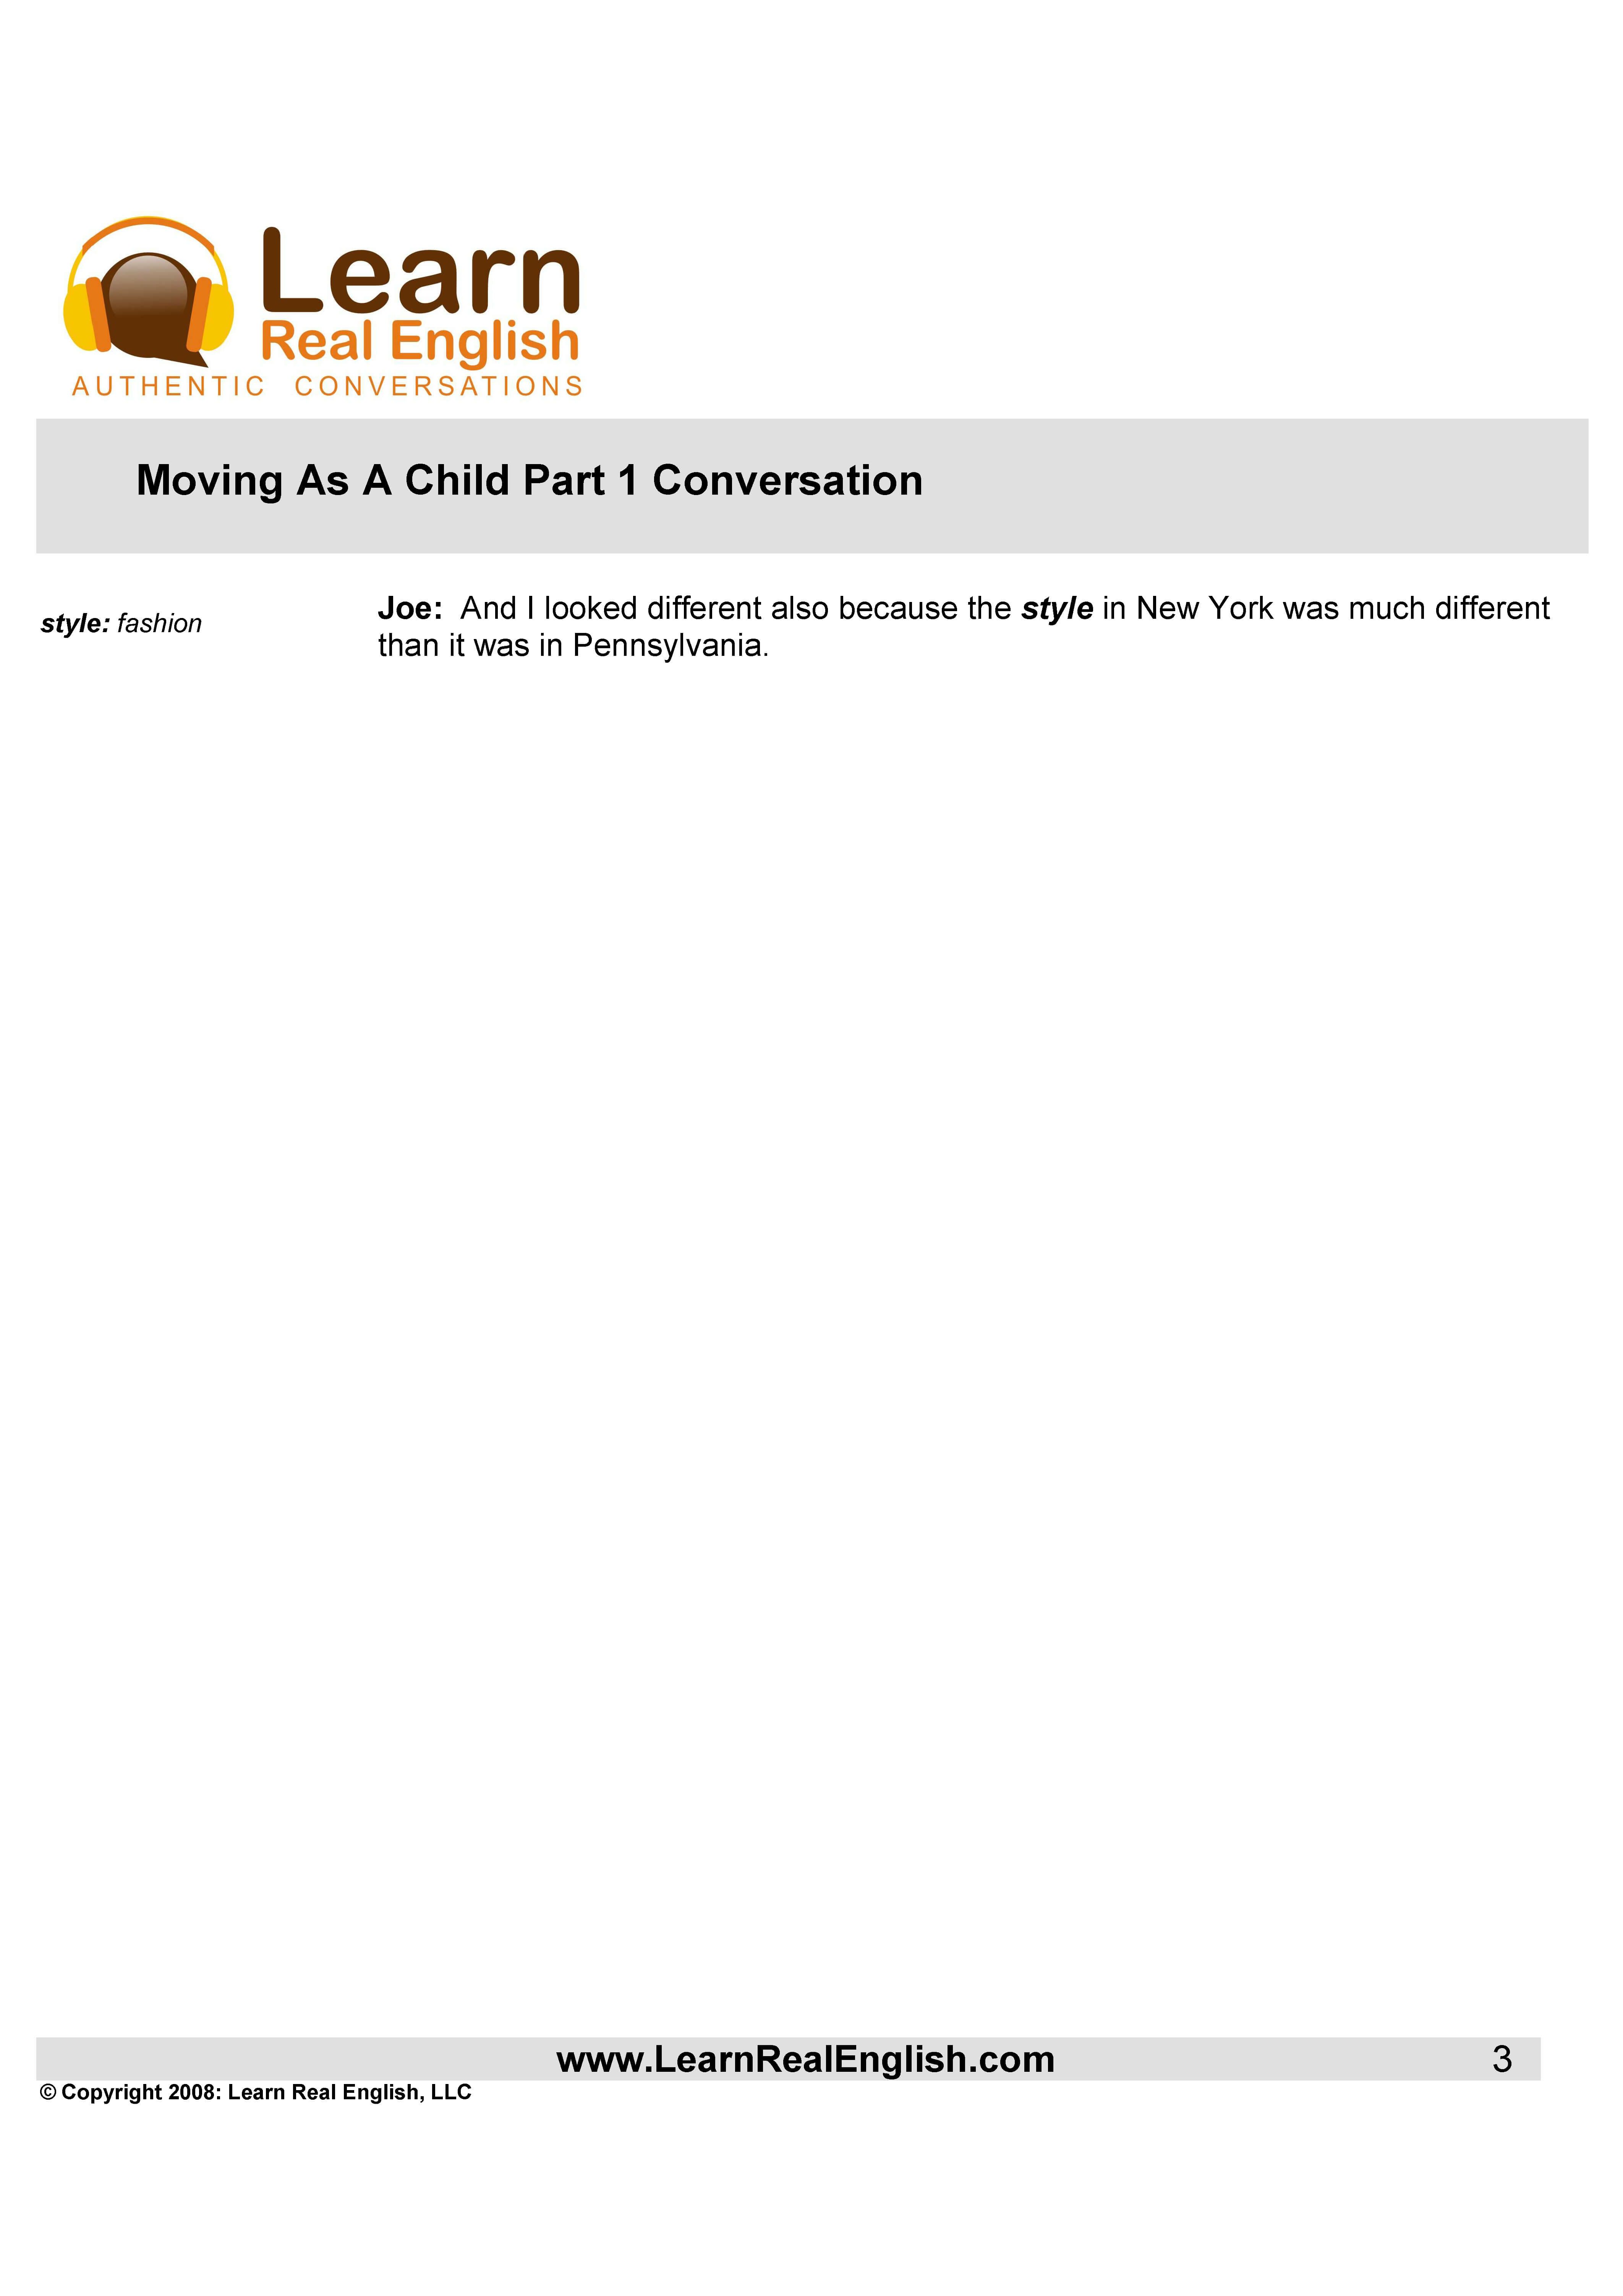 Learn
Real English
AUTHENTIC CONVERSATIONS
Moving As A Child Part 1 Conversation
style: fashion
Joe: And I looked different also because the style in New York was much different
than it was in Pennsylvania.
www.LearnRealEnglish.com 3
© Copyright 2008: Learn Real English, LLC